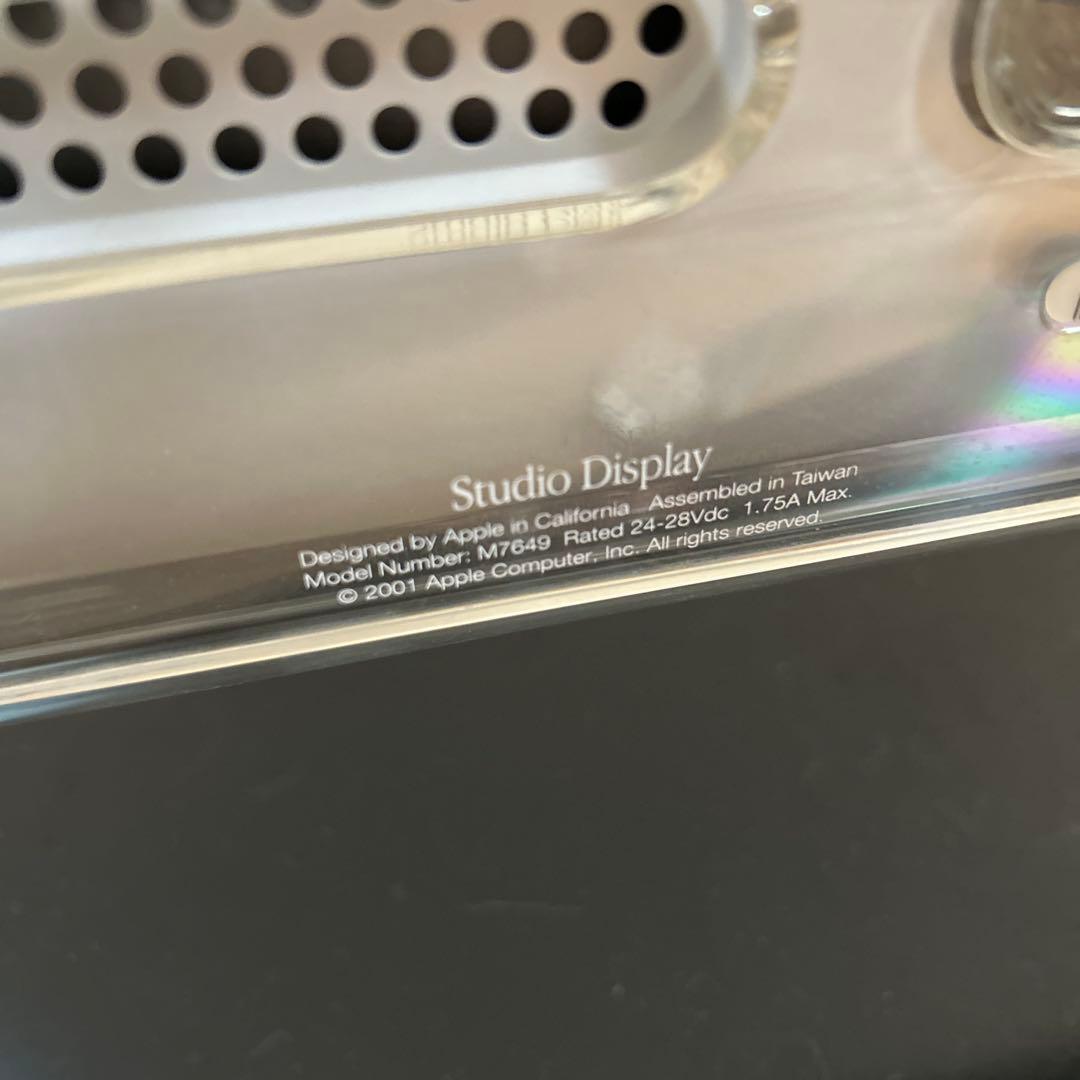 Studio Display
Designed by Apple in California Assembled in Taiwan
Model Number: M7649 Rated 24-28Vdc 1.75A Max.
© 2001 Apple Computer, Inc. All rights reserved.